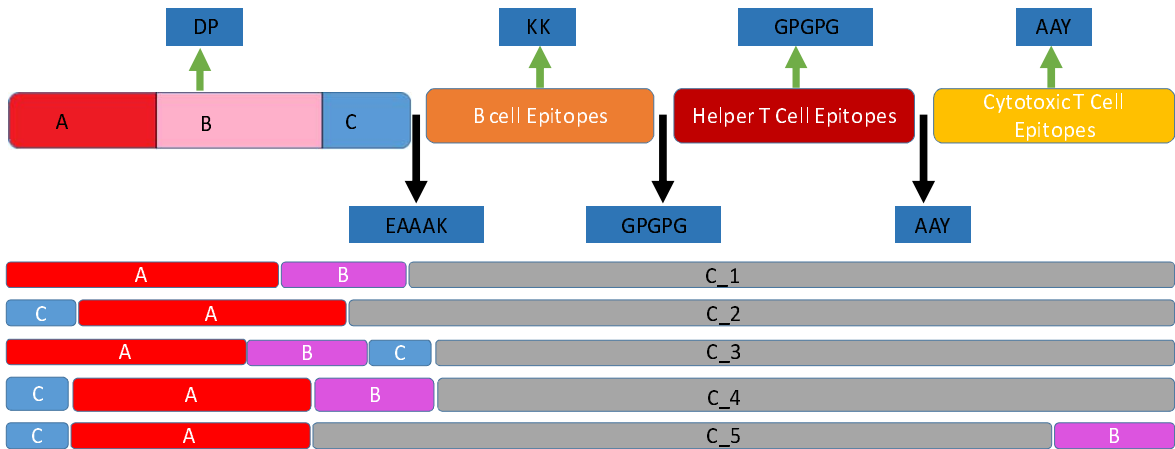 DP
KK
GPGPG
AAY
A
B
C
B cell Epitopes
Helper T Cell Epitopes
Cytotoxic T Cell
Epitopes
EAAAK
GPGPG
AAY
A
B
C_1
C
A
C_2
A
B
C
C_3
C
A
B
C_4
C
A
C_5
B